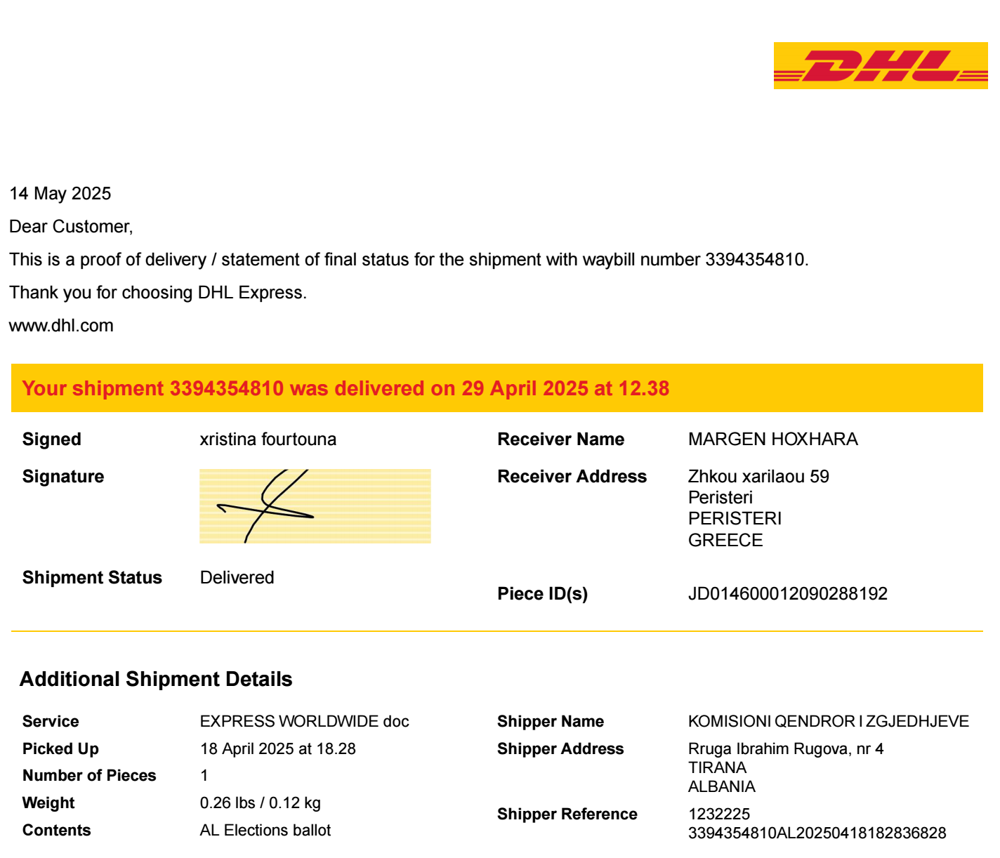 DHL
14 May 2025
Dear Customer,
This is a proof of delivery / statement of final status for the shipment with waybill number 3394354810.
Thank you for choosing DHL Express.
www.dhl.com
Your shipment 3394354810 was delivered on 29 April 2025 at 12.38
Signed xristina fourtouna
Receiver Name MARGEN HOXHARA
Signature
Receiver Address Zhkou xarilaou 59
Peristeri
PERISTERI
GREECE
Shipment Status Delivered
Piece ID(s) JD014600012090288192
Additional Shipment Details
Service EXPRESS WORLDWIDE doc
Shipper Name KOMISIONI QENDROR I ZGJEDHJEVE
Picked Up 18 April 2025 at 18.28
Shipper Address Rruga Ibrahim Rugova, nr 4
TIRANA
ALBANIA
Number of Pieces 1
Weight 0.26 lbs / 0.12 kg
Shipper Reference 1232225
3394354810AL20250418182836828
Contents AL Elections ballot